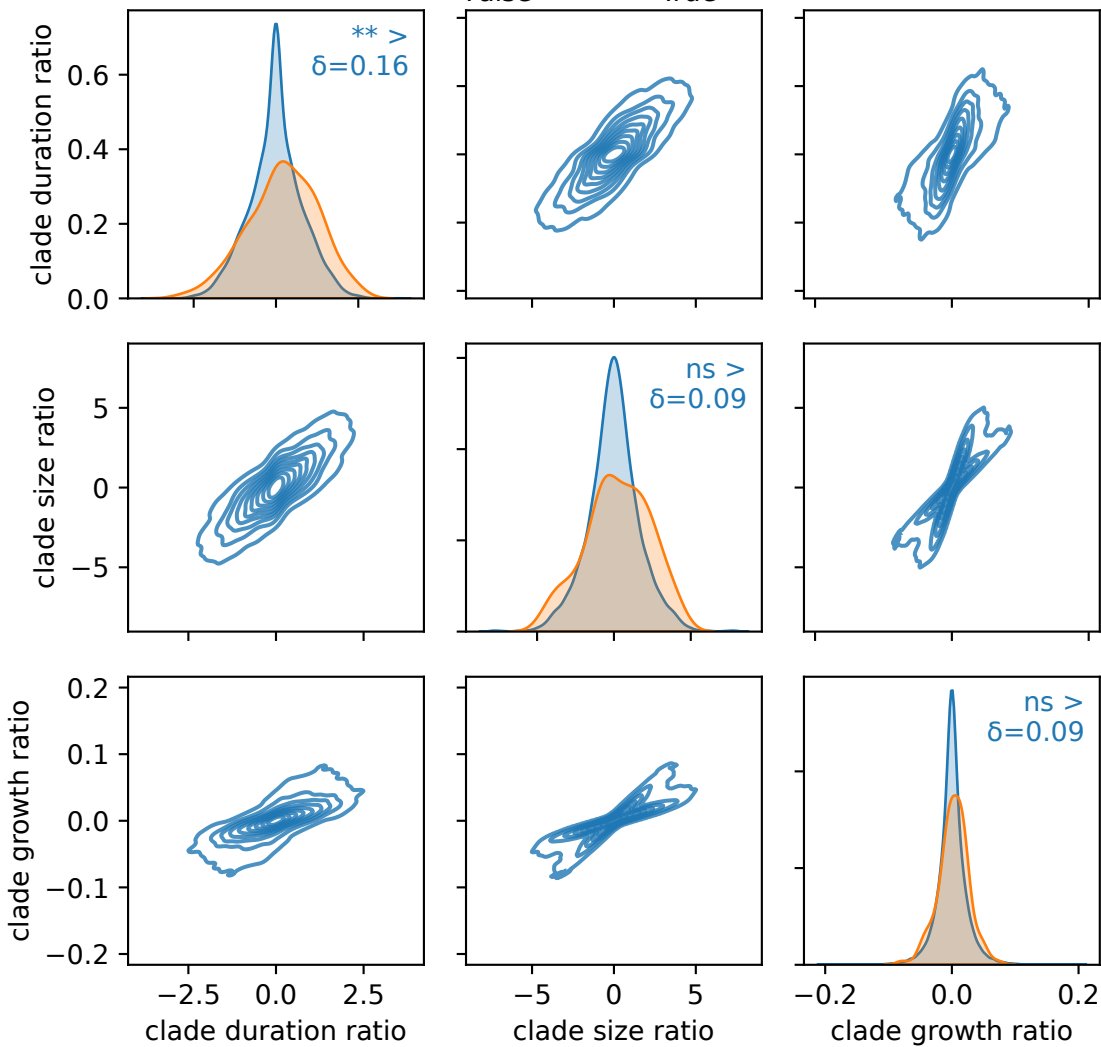 clade duration ratio
0.6
0.4
0.2
0.0
** >
δ=0.16
clade size ratio
5
0
−5
ns >
δ=0.09
clade growth ratio
0.2
0.1
0.0
−0.1
−0.2
ns >
δ=0.09
−2.5 0.0 2.5
−5 0 5
−0.2 0.0 0.2
clade duration ratio
clade size ratio
clade growth ratio